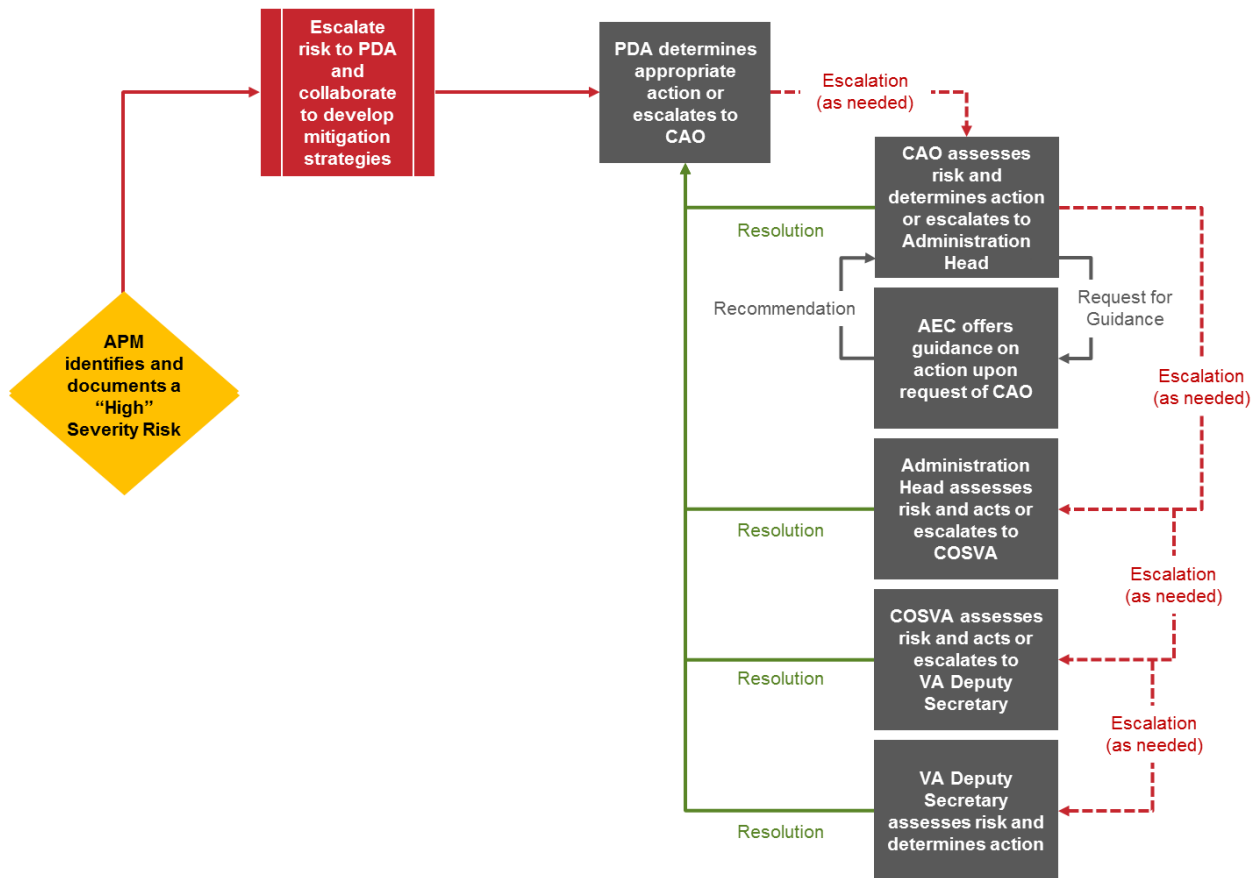 Escalate
risk to PDA
and
collaborate
to develop
mitigation
strategies
PDA determines
appropriate
action or
escalates to
CAO
Escalation
(as needed)
CAO assesses
risk and
determines action
or escalates to
Administration
Head
Resolution
Recommendation
Request for
Guidance
AEC offers
guidance on
action upon
request of CAO
APM
identifies and
documents a
“High”
Severity Risk
Escalation
(as needed)
Administration
Head assesses
risk and acts or
escalates to
COSVA
Resolution
Escalation
(as needed)
COSVA assesses
risk and acts or
escalates to
VA Deputy
Secretary
Resolution
Escalation
(as needed)
VA Deputy
Secretary
assesses risk and
determines action
Resolution